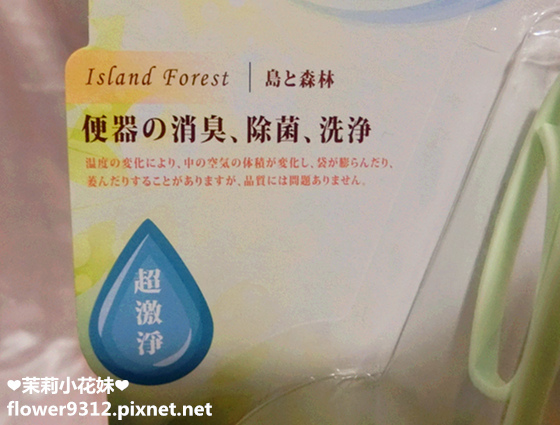 Island Forest | 島と森林
便器の消臭、除菌、洗浄
温度の変化により、中の空気の体積が変化し、袋が膨らんだり、
萎んだりすることがありますが、品質には問題ありません。
超
激
淨
❤茉莉小花妹❤
flower9312.pixnet.net